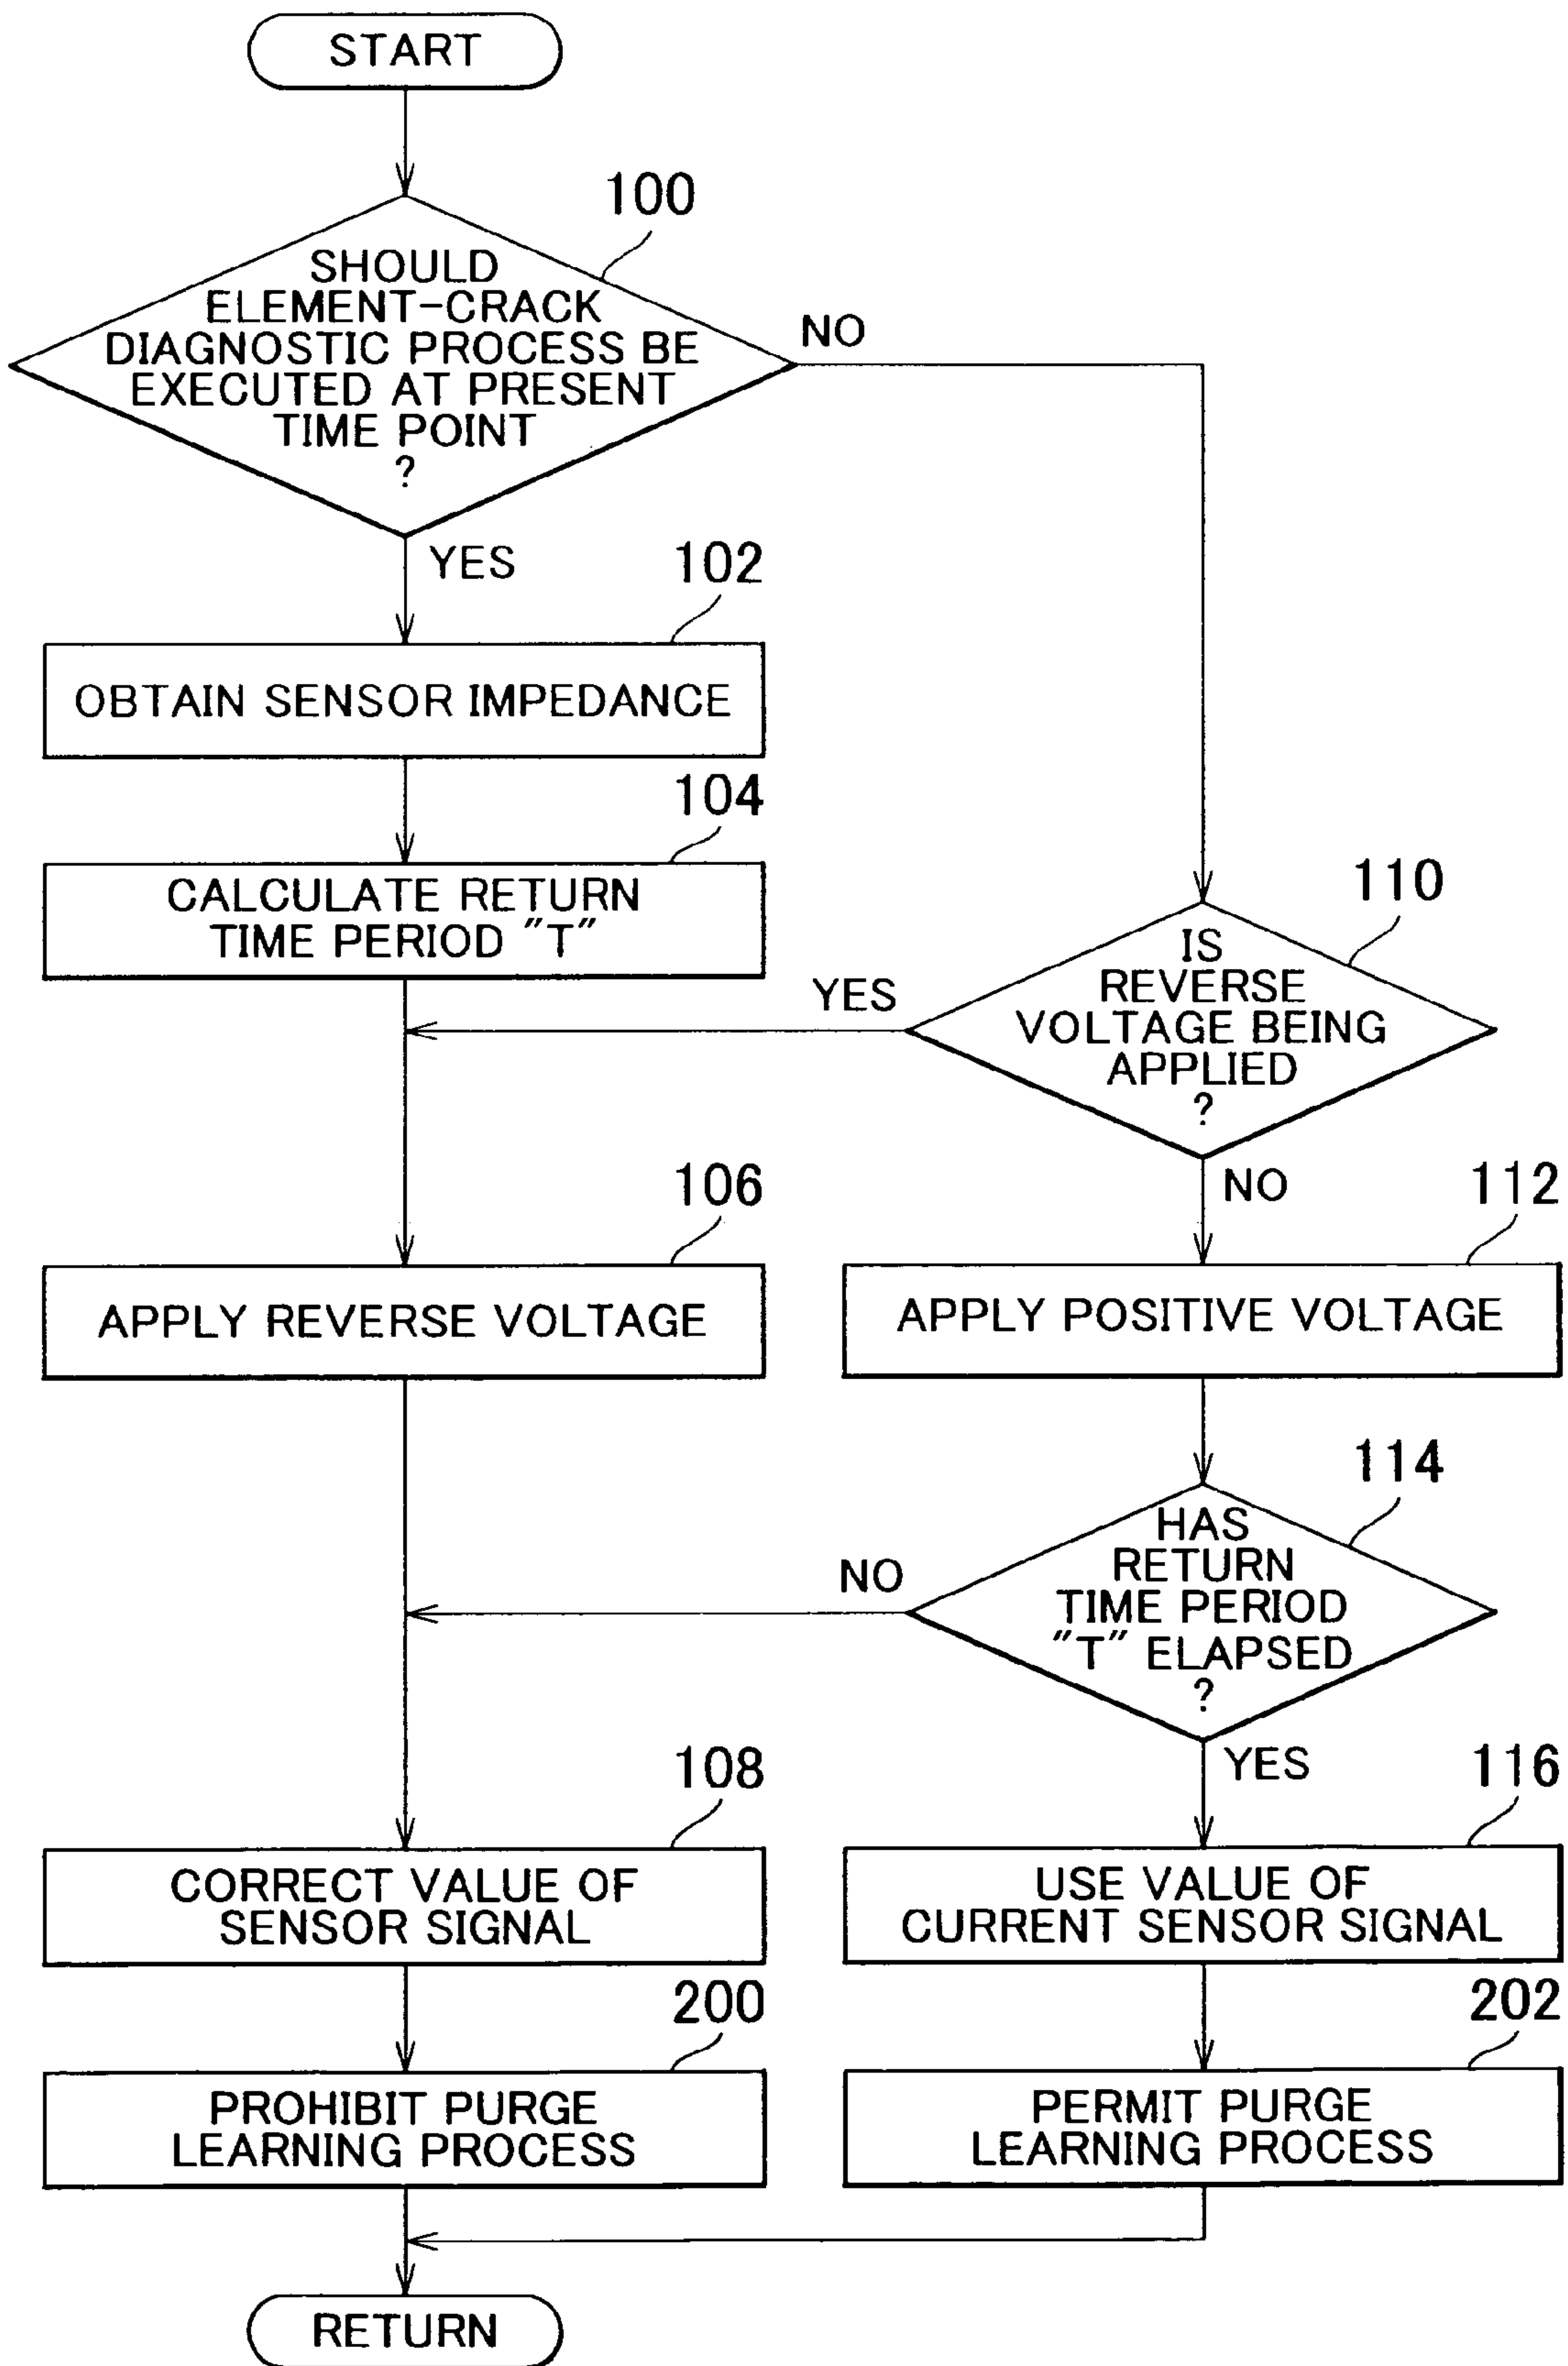 START
100
SHOULD
ELEMENT-CRACK
DIAGNOSTIC PROCESS BE
EXECUTED AT PRESENT
TIME POINT
?
NO
YES
102
OBTAIN SENSOR IMPEDANCE
104
CALCULATE RETURN
TIME PERIOD "T"
110
IS
REVERSE
VOLTAGE BEING
APPLIED
?
YES
NO
106
APPLY REVERSE VOLTAGE
112
APPLY POSITIVE VOLTAGE
114
HAS
RETURN
TIME PERIOD
"T" ELAPSED
?
NO
YES
108
CORRECT VALUE OF
SENSOR SIGNAL
116
USE VALUE OF
CURRENT SENSOR SIGNAL
200
PROHIBIT PURGE
LEARNING PROCESS
202
PERMIT PURGE
LEARNING PROCESS
RETURN